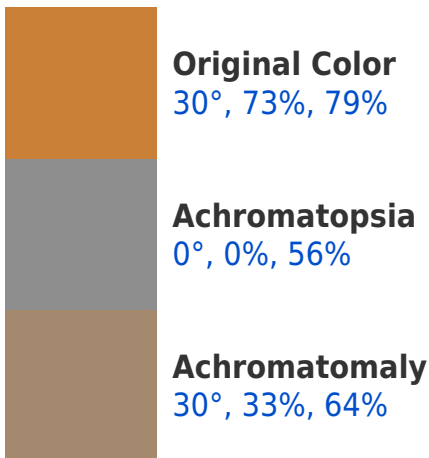 Original Color
30°, 73%, 79%
Achromatopsia
0°, 0%, 56%
Achromatomaly
30°, 33%, 64%